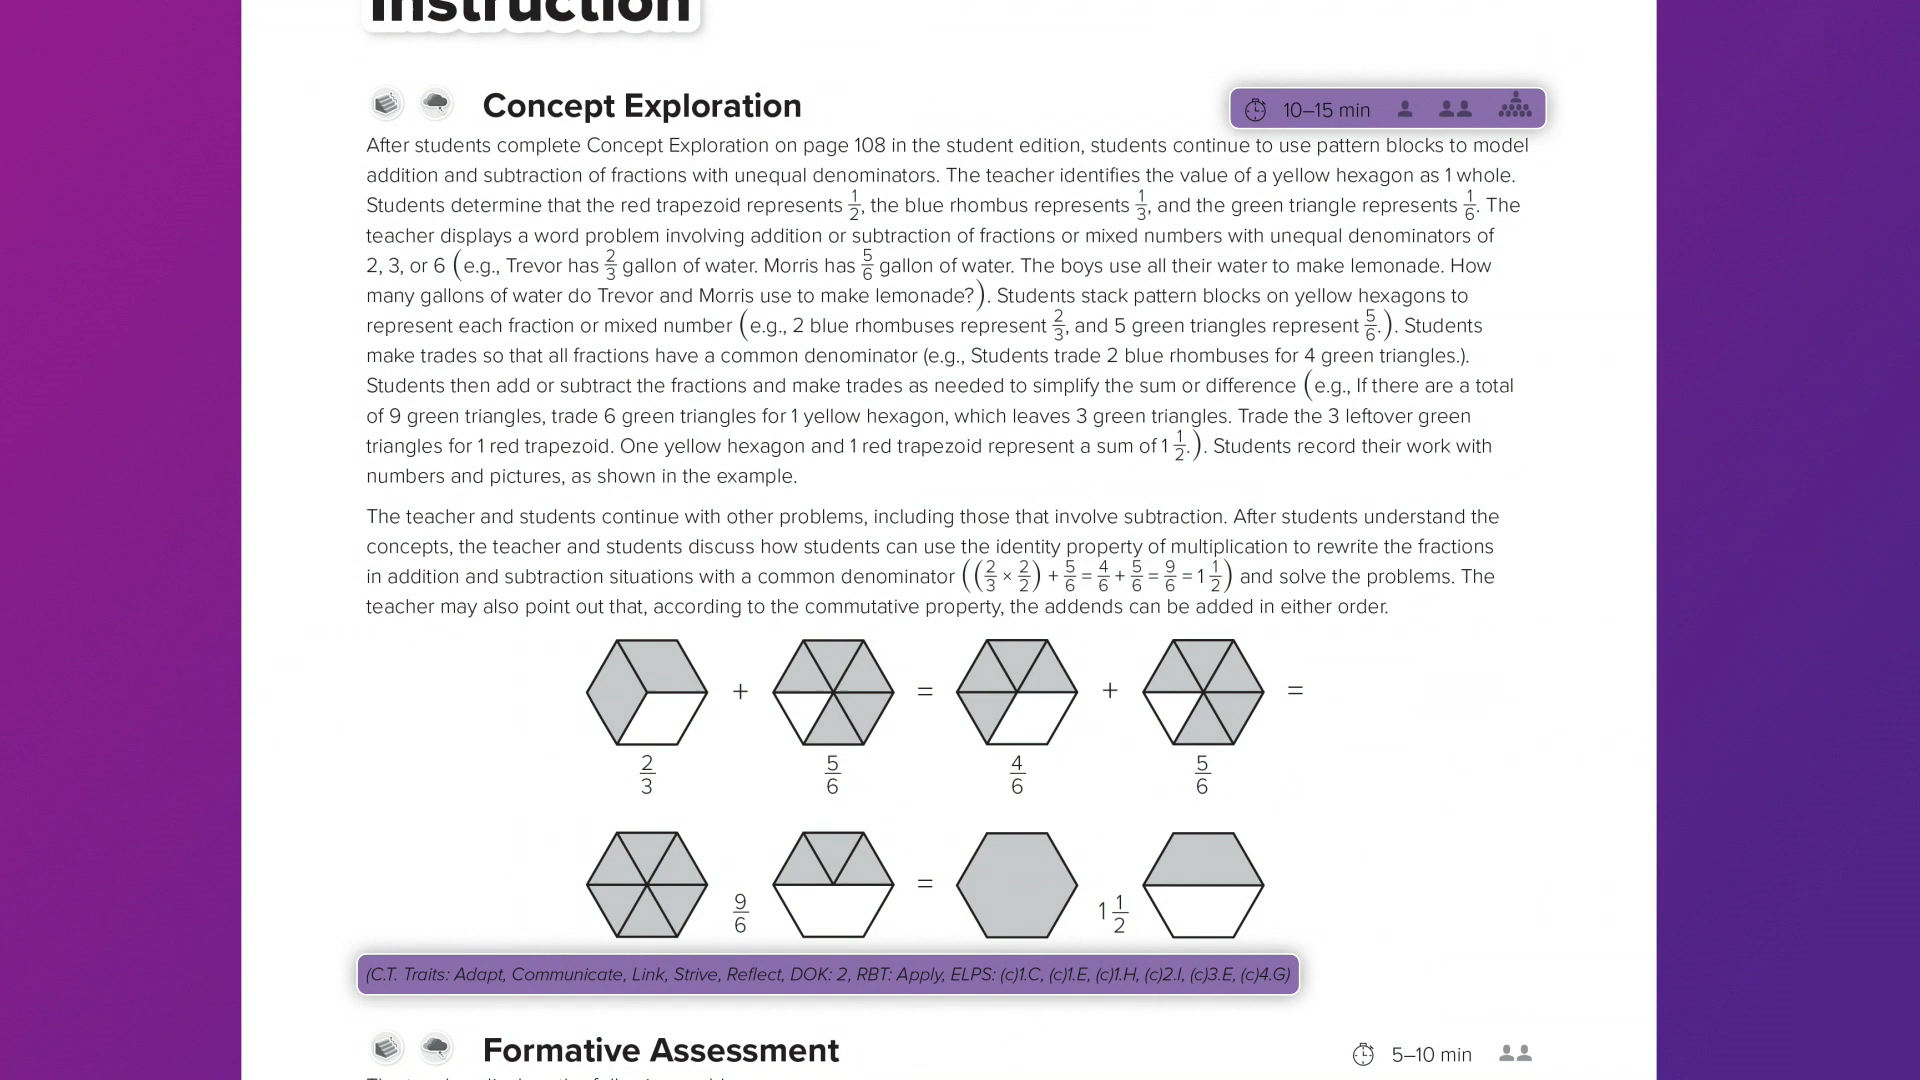 Instruction
Concept Exploration
10–15 min
After students complete Concept Exploration on page 108 in the student edition, students continue to use pattern blocks to model
addition and subtraction of fractions with unequal denominators. The teacher identifies the value of a yellow hexagon as 1 whole.
Students determine that the red trapezoid represents 1/2, the blue rhombus represents 1/3, and the green triangle represents 1/6. The
teacher displays a word problem involving addition or subtraction of fractions or mixed numbers with unequal denominators of
2, 3, or 6 (e.g., Trevor has 2/3 gallon of water. Morris has 5/6 gallon of water. The boys use all their water to make lemonade. How
many gallons of water do Trevor and Morris use to make lemonade?). Students stack pattern blocks on yellow hexagons to
represent each fraction or mixed number (e.g., 2 blue rhombuses represent 2/3, and 5 green triangles represent 5/6.). Students
make trades so that all fractions have a common denominator (e.g., Students trade 2 blue rhombuses for 4 green triangles.).
Students then add or subtract the fractions and make trades as needed to simplify the sum or difference (e.g., If there are a total
of 9 green triangles, trade 6 green triangles for 1 yellow hexagon, which leaves 3 green triangles. Trade the 3 leftover green
triangles for 1 red trapezoid. One yellow hexagon and 1 red trapezoid represent a sum of 1 1/2.). Students record their work with
numbers and pictures, as shown in the example.
The teacher and students continue with other problems, including those that involve subtraction. After students understand the
concepts, the teacher and students discuss how students can use the identity property of multiplication to rewrite the fractions
in addition and subtraction situations with a common denominator ((2/3 × 2/2) + 5/6 = 4/6 + 5/6 = 9/6 = 1 1/2) and solve the problems. The
teacher may also point out that, according to the commutative property, the addends can be added in either order.
+ = + =
2/3 5/6 4/6 5/6
9/6 = 1 1/2
(C.T. Traits: Adapt, Communicate, Link, Strive, Reflect, DOK: 2, RBT: Apply, ELPS: (c)1.C, (c)1.E, (c)1.H, (c)2.I, (c)3.E, (c)4.G)
Formative Assessment
5–10 min